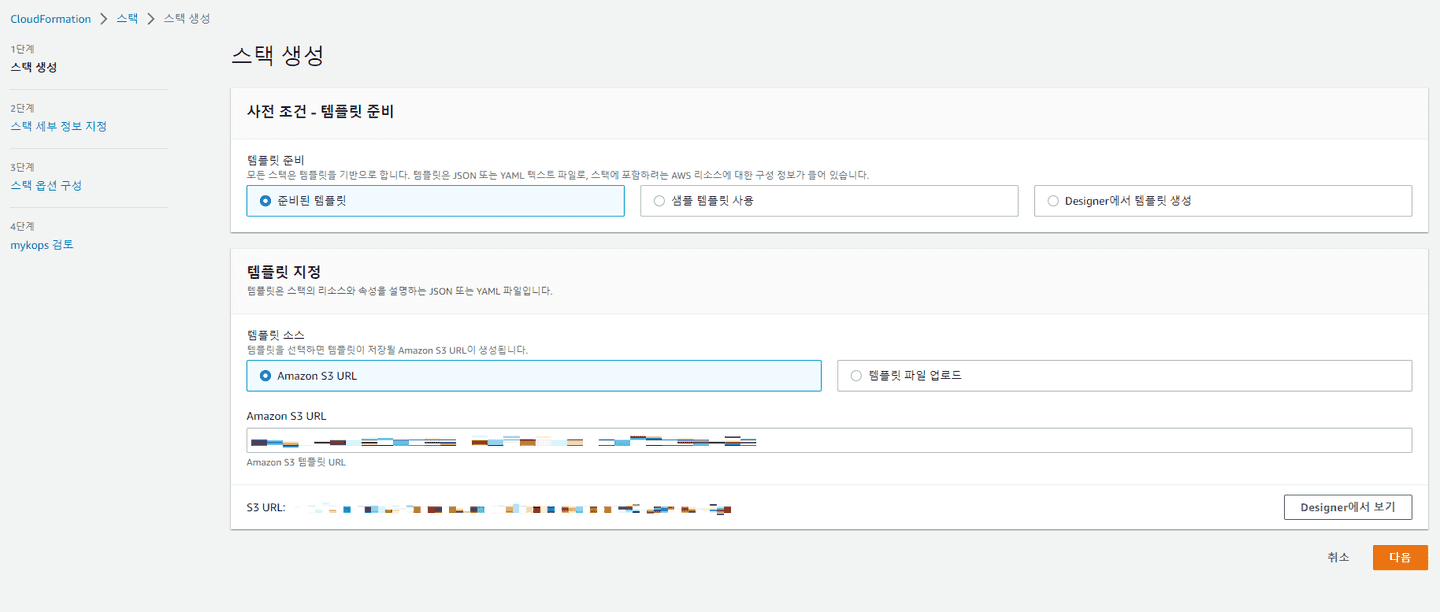 CloudFormation > 스택 > 스택 생성
1단계
스택 생성
2단계
스택 세부 정보 지정
3단계
스택 옵션 구성
4단계
mykops 검토
스택 생성
사전 조건 - 템플릿 준비
템플릿 준비
모든 스택은 템플릿을 기반으로 합니다. 템플릿은 JSON 또는 YAML 텍스트 파일로, 스택에 포함하려는 AWS 리소스에 대한 구성 정보가 들어 있습니다.
준비된 템플릿 샘플 템플릿 사용 Designer에서 템플릿 생성
템플릿 지정
템플릿은 스택의 리소스와 속성을 설명하는 JSON 또는 YAML 파일입니다.
템플릿 소스
템플릿을 선택하면 템플릿이 저장될 Amazon S3 URL이 생성됩니다.
Amazon S3 URL 템플릿 파일 업로드
Amazon S3 URL
Amazon S3 템플릿 URL
S3 URL: Designer에서 보기
취소 다음